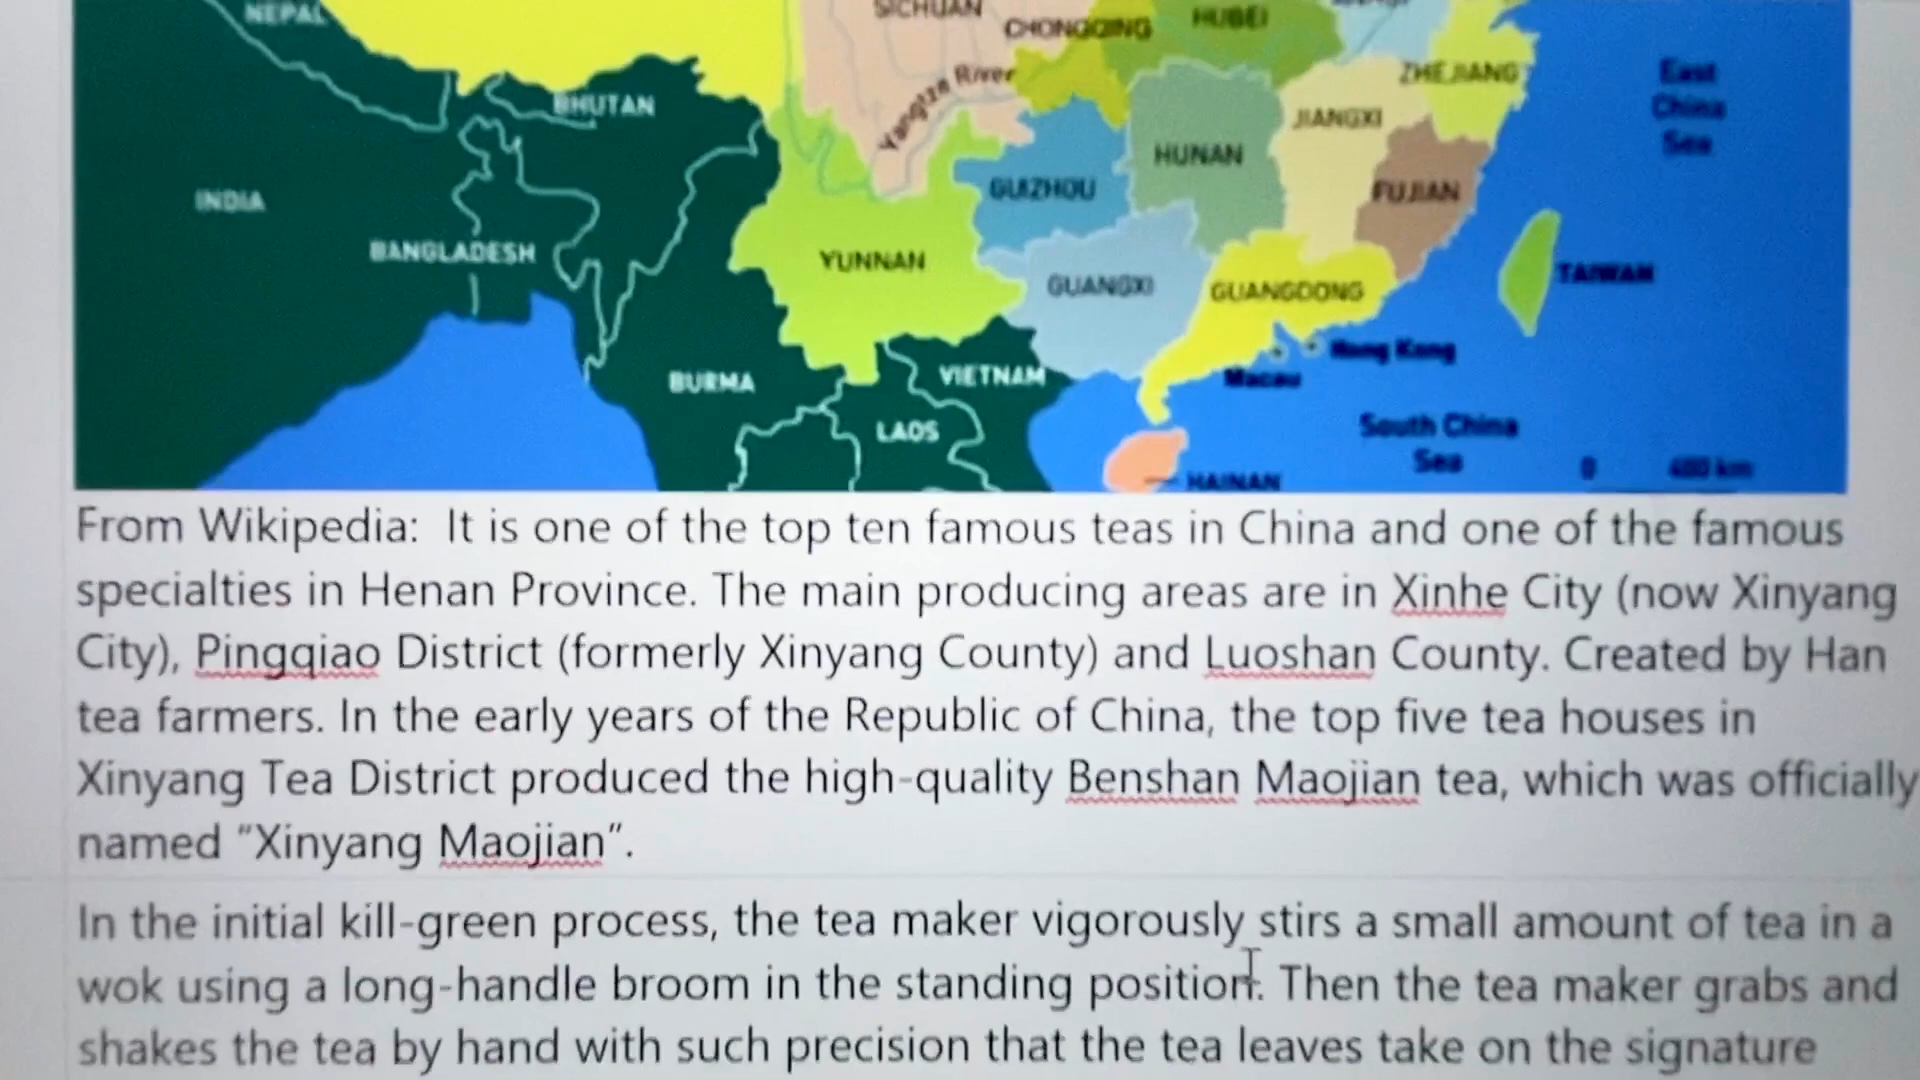 NEPAL
SICHUAN
CHONGQING
HUBEI
ZHEJIANG
East
China
Sea
Yangtze River
BHUTAN
JIANGXI
HUNAN
INDIA
GUIZHOU
FUJIAN
BANGLADESH
YUNNAN
GUANGXI
GUANGDONG
TAIWAN
Hong Kong
Macau
BURMA
VIETNAM
LAOS
South China
Sea
0 400 km
HAINAN
From Wikipedia: It is one of the top ten famous teas in China and one of the famous
specialties in Henan Province. The main producing areas are in Xinhe City (now Xinyang
City), Pingqiao District (formerly Xinyang County) and Luoshan County. Created by Han
tea farmers. In the early years of the Republic of China, the top five tea houses in
Xinyang Tea District produced the high-quality Benshan Maojian tea, which was officially
named “Xinyang Maojian”.
In the initial kill-green process, the tea maker vigorously stirs a small amount of tea in a
wok using a long-handle broom in the standing position. Then the tea maker grabs and
shakes the tea by hand with such precision that the tea leaves take on the signature